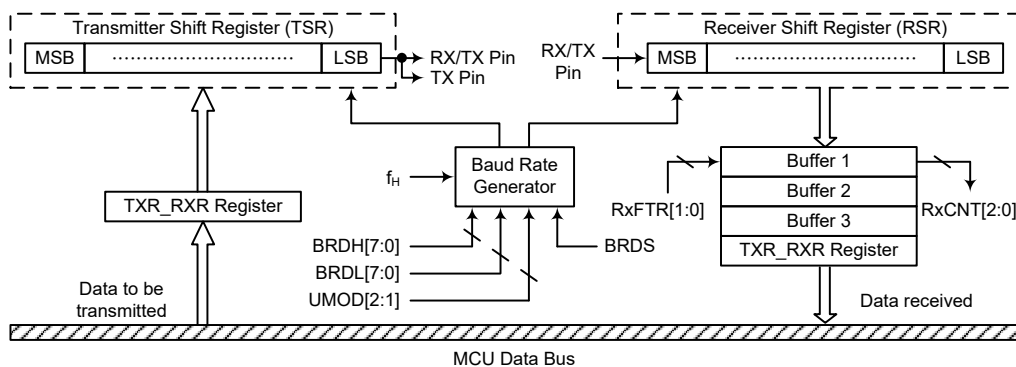 Transmitter Shift Register (TSR)
MSB
LSB
RX/TX Pin
TX Pin
RX/TX
Pin
Receiver Shift Register (RSR)
MSB
LSB
Baud Rate
Generator
fH
TXR_RXR Register
BRDH[7:0]
BRDL[7:0]
UMOD[2:1]
BRDS
Buffer 1
Buffer 2
Buffer 3
TXR_RXR Register
RxFTR[1:0]
RxCNT[2:0]
Data to be
transmitted
Data received
MCU Data Bus